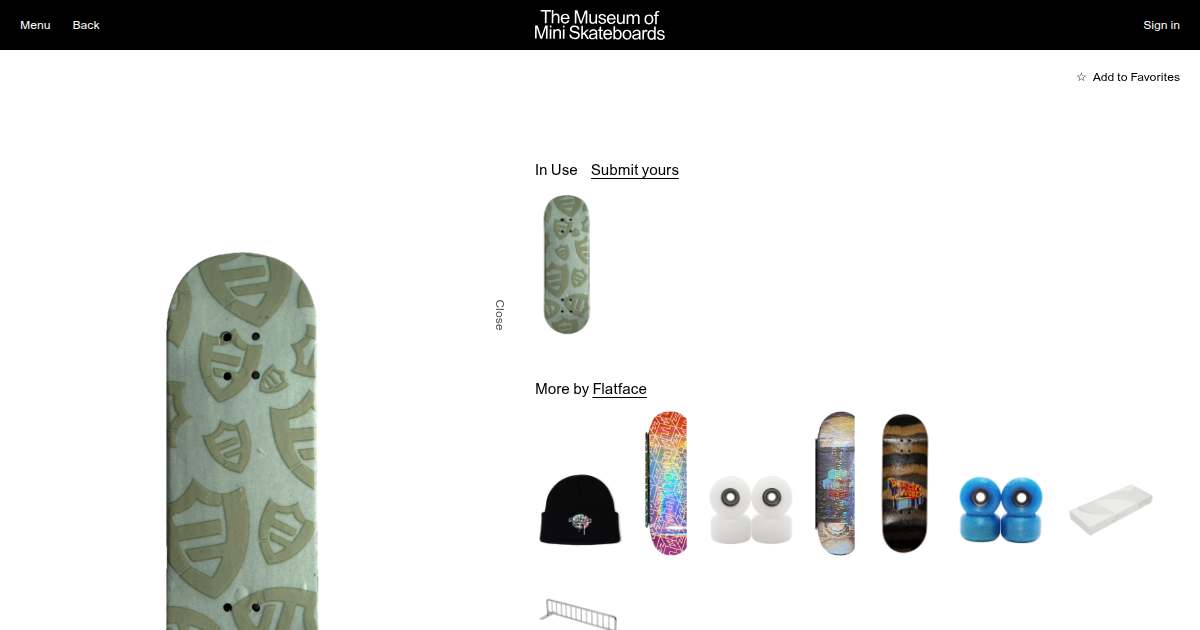 Menu
Back
The Museum of
Mini Skateboards
Sign in
☆ Add to Favorites
In Use
Submit yours
Close
More by Flatface